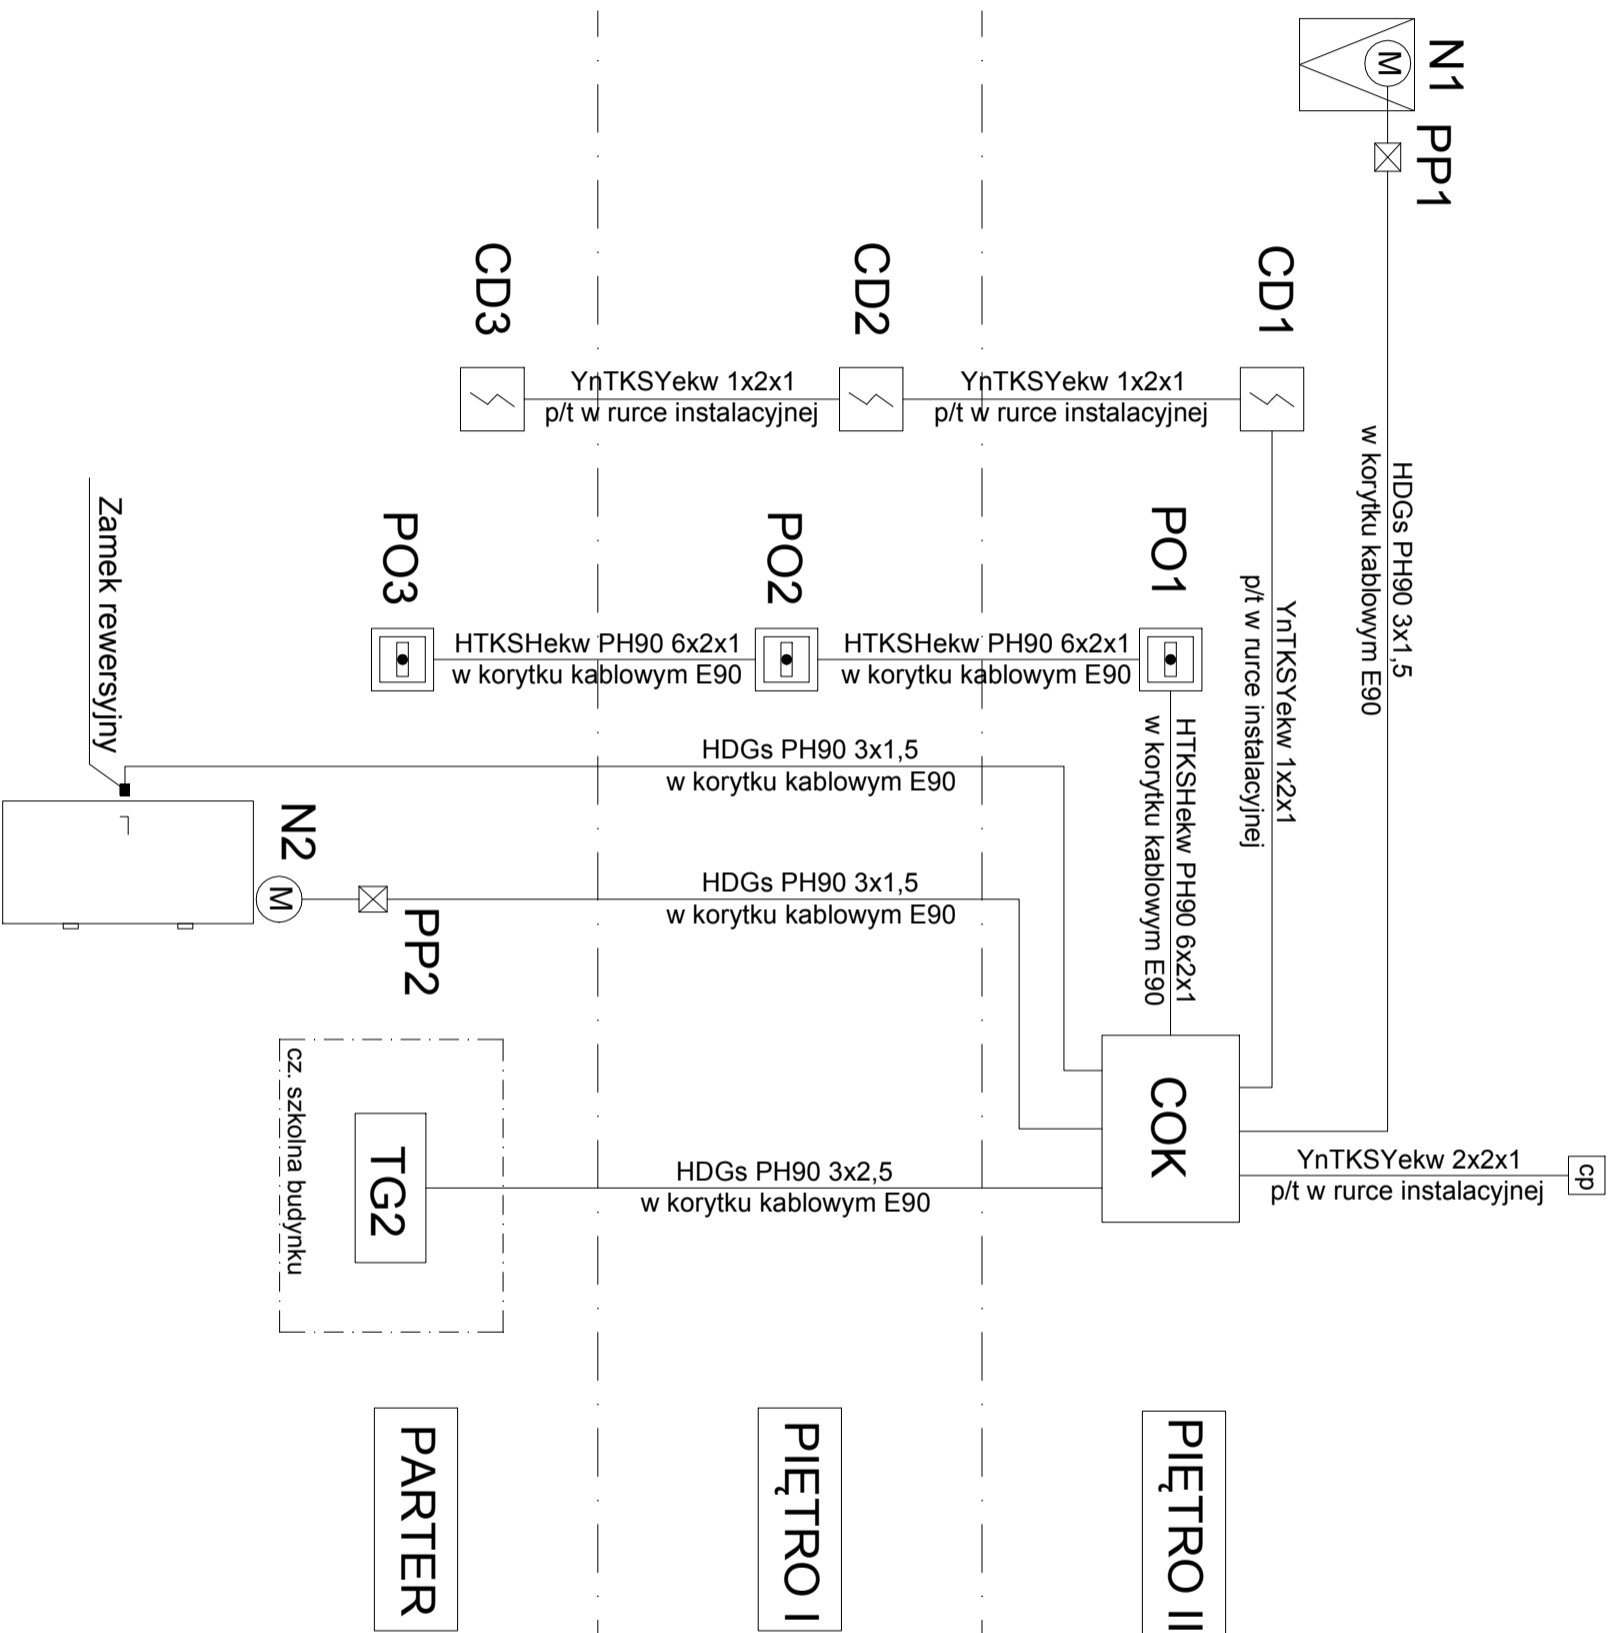 N1
M
PP1
HDGs PH90 3x1,5
w korytku kablowym E90
CD1
CD2
CD3
YnTKSYekw 1x2x1
p/t w rurce instalacyjnej
YnTKSYekw 1x2x1
p/t w rurce instalacyjnej
YnTKSYekw 1x2x1
p/t w rurce instalacyjnej
PO1
PO2
PO3
HTKSHekw PH90 6x2x1
w korytku kablowym E90
HTKSHekw PH90 6x2x1
w korytku kablowym E90
HTKSHekw PH90 6x2x1
w korytku kablowym E90
Zamek rewersyjny
HDGs PH90 3x1,5
w korytku kablowym E90
N2
M
PP2
HDGs PH90 3x1,5
w korytku kablowym E90
COK
YnTKSYekw 2x2x1
p/t w rurce instalacyjnej
cp
cz. szkolna budynku
TG2
HDGs PH90 3x2,5
w korytku kablowym E90
PARTER
PIĘTRO I
PIĘTRO II